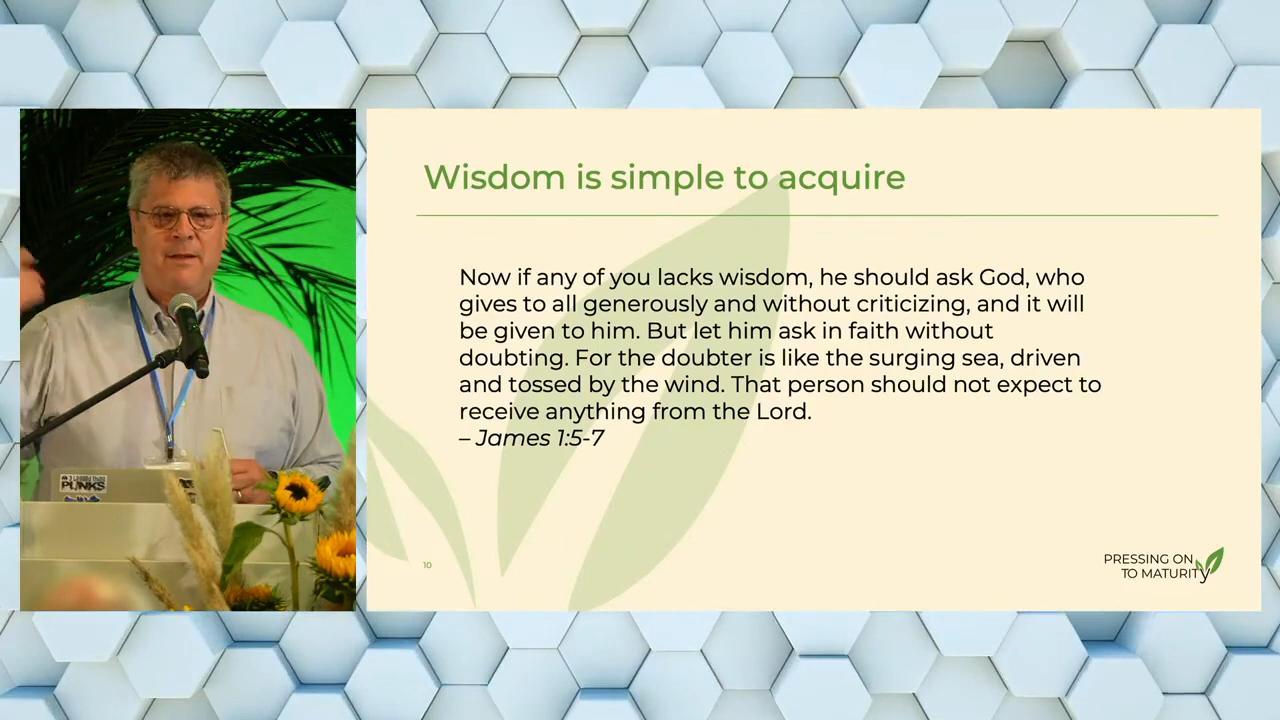 PUNKS
Wisdom is simple to acquire
Now if any of you lacks wisdom, he should ask God, who
gives to all generously and without criticizing, and it will
be given to him. But let him ask in faith without
doubting. For the doubter is like the surging sea, driven
and tossed by the wind. That person should not expect to
receive anything from the Lord.
– James 1:5-7
10
PRESSING ON
TO MATURITY